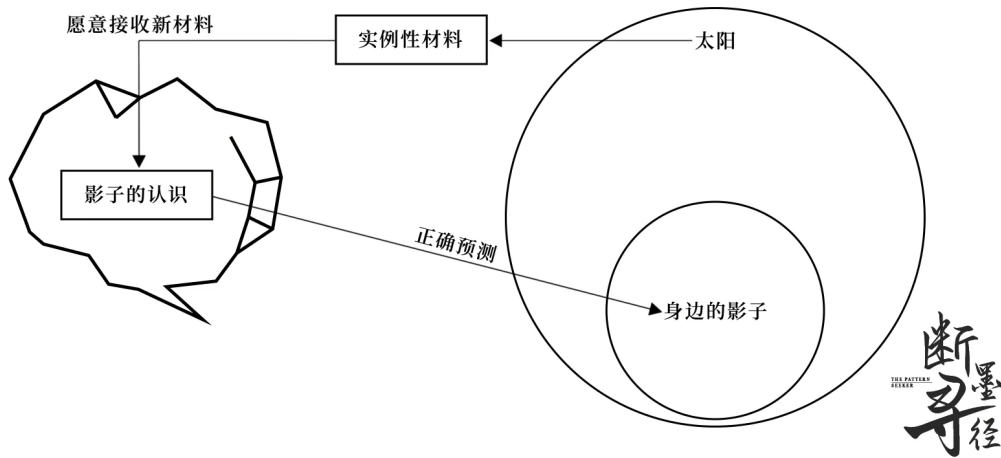 愿意接收新材料
实例性材料
太阳
影子的认识
正确预测
身边的影子
断墨寻径
THE PATTERN
SEEKER